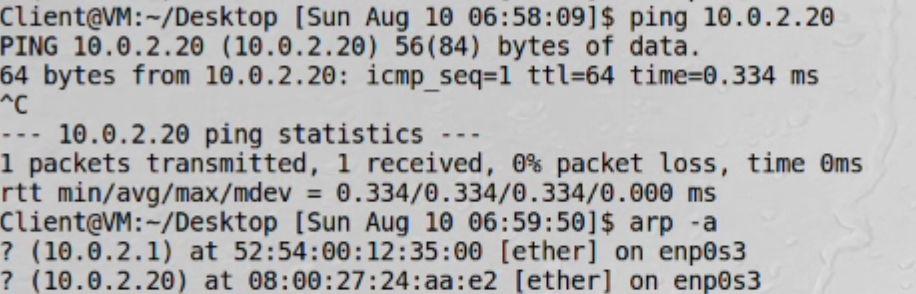 Client@VM:~/Desktop [Sun Aug 10 06:58:09]$ ping 10.0.2.20
PING 10.0.2.20 (10.0.2.20) 56(84) bytes of data.
64 bytes from 10.0.2.20: icmp_seq=1 ttl=64 time=0.334 ms
^C
--- 10.0.2.20 ping statistics ---
1 packets transmitted, 1 received, 0% packet loss, time 0ms
rtt min/avg/max/mdev = 0.334/0.334/0.334/0.000 ms
Client@VM:~/Desktop [Sun Aug 10 06:59:50]$ arp -a
? (10.0.2.1) at 52:54:00:12:35:00 [ether] on enp0s3
? (10.0.2.20) at 08:00:27:24:aa:e2 [ether] on enp0s3